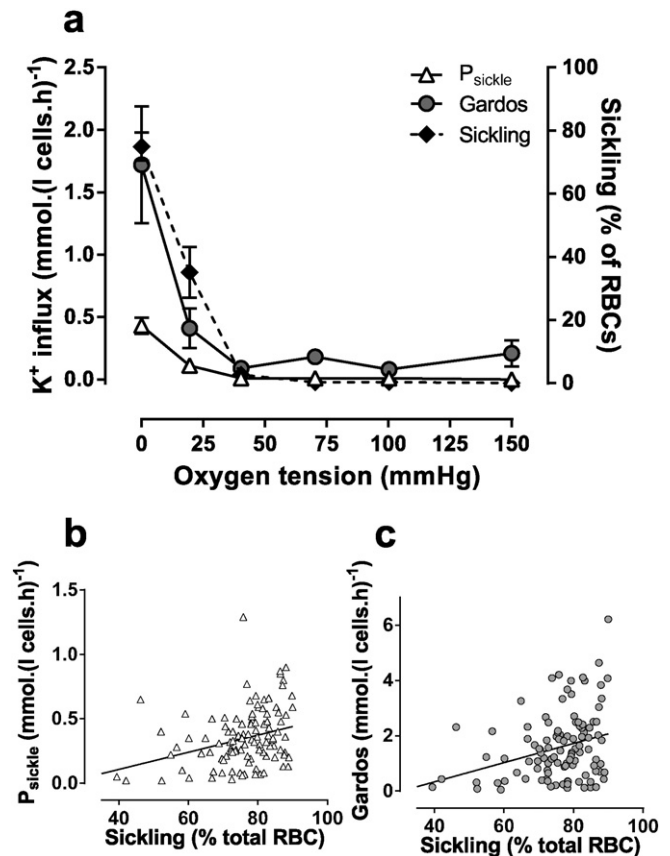 a
K⁺ influx (mmol.(l cells.h)⁻¹
2.5
2.0
1.5
1.0
0.5
0.0
P_sickle
Gardos
Sickling
100
80
60
40
20
0
Sickling (% of RBCs)
0 25 50 75 100 150
Oxygen tension (mmHg)
b
P_sickle (mmol.(l cells.h)⁻¹
1.5
1.0
0.5
0.0
40 60 80 100
Sickling (% total RBC)
c
Gardos (mmol.(l cells.h)⁻¹
6
4
2
0
40 60 80 100
Sickling (% total RBC)